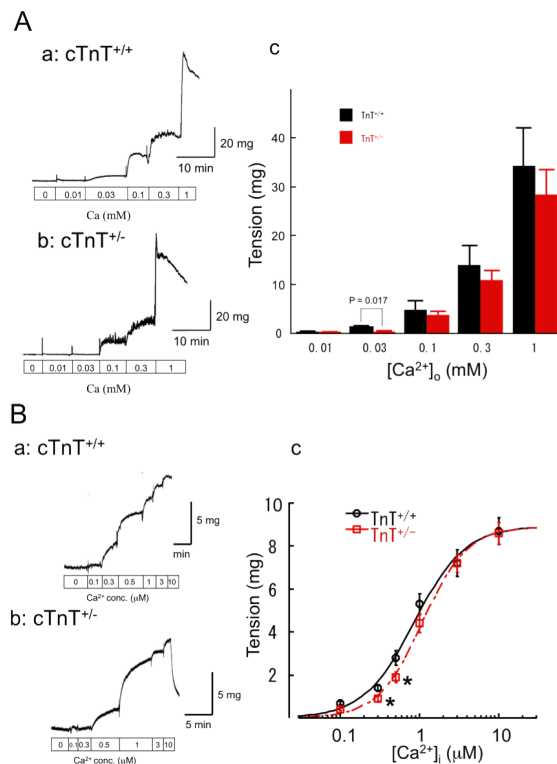 A
a: cTnT+/+
20 mg
10 min
0 0.01 0.03 0.1 0.3 1
Ca (mM)
b: cTnT+/-
20 mg
10 min
0 0.01 0.03 0.1 0.3 1
Ca (mM)
c
TnT+/+
TnT+/−
Tension (mg)
40
30
20
10
0
P = 0.017
0.01 0.03 0.1 0.3 1
[Ca2+]o (mM)
B
a: cTnT+/+
5 mg
min
0 0.1 0.3 0.5 1 3 10
Ca2+ conc. (μM)
b: cTnT+/-
5 mg
5 min
0 0.1 0.3 0.5 1 3 10
Ca2+ conc. (μM)
c
TnT+/+
TnT+/−
Tension (mg)
10
8
6
4
2
*
*
0.1 1 10
[Ca2+]i (μM)